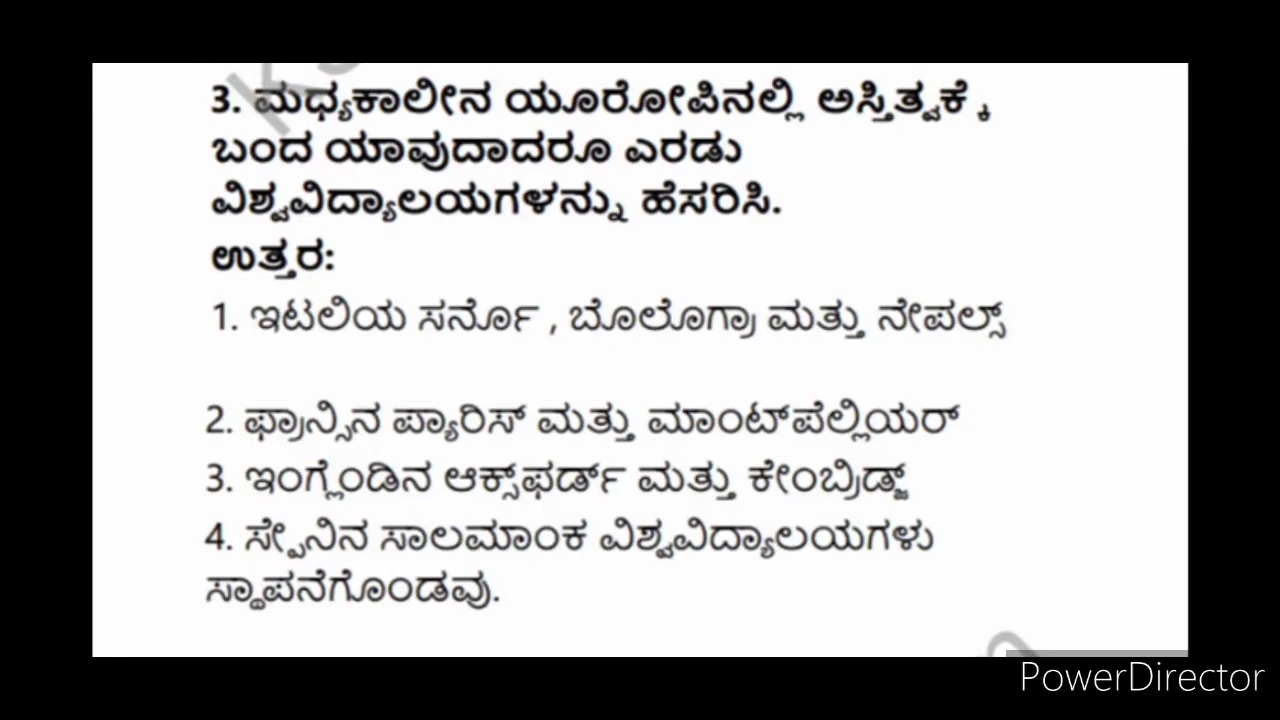 3. ಮಧ್ಯಕಾಲೀನ ಯೂರೋಪಿನಲ್ಲಿ ಅಸ್ತಿತ್ವಕ್ಕೆ
ಬಂದ ಯಾವುದಾದರೂ ಎರಡು
ವಿಶ್ವವಿದ್ಯಾಲಯಗಳನ್ನು ಹೆಸರಿಸಿ.
ಉತ್ತರ:
1. ಇಟಲಿಯ ಸರ್ನೊ , ಬೊಲೊಗ್ರಾ ಮತ್ತು ನೇಪಲ್ಸ್
2. ಫ್ರಾನ್ಸಿನ ಪ್ಯಾರಿಸ್ ಮತ್ತು ಮಾಂಟ್‌ಪೆಲ್ಲಿಯರ್
3. ಇಂಗ್ಲೆಂಡಿನ ಆಕ್ಸ್‌ಫರ್ಡ್ ಮತ್ತು ಕೇಂಬ್ರಿಡ್ಜ್
4. ಸ್ಪೇನಿನ ಸಾಲಮಾಂಕ ವಿಶ್ವವಿದ್ಯಾಲಯಗಳು
ಸ್ಥಾಪನೆಗೊಂಡವು.
PowerDirector